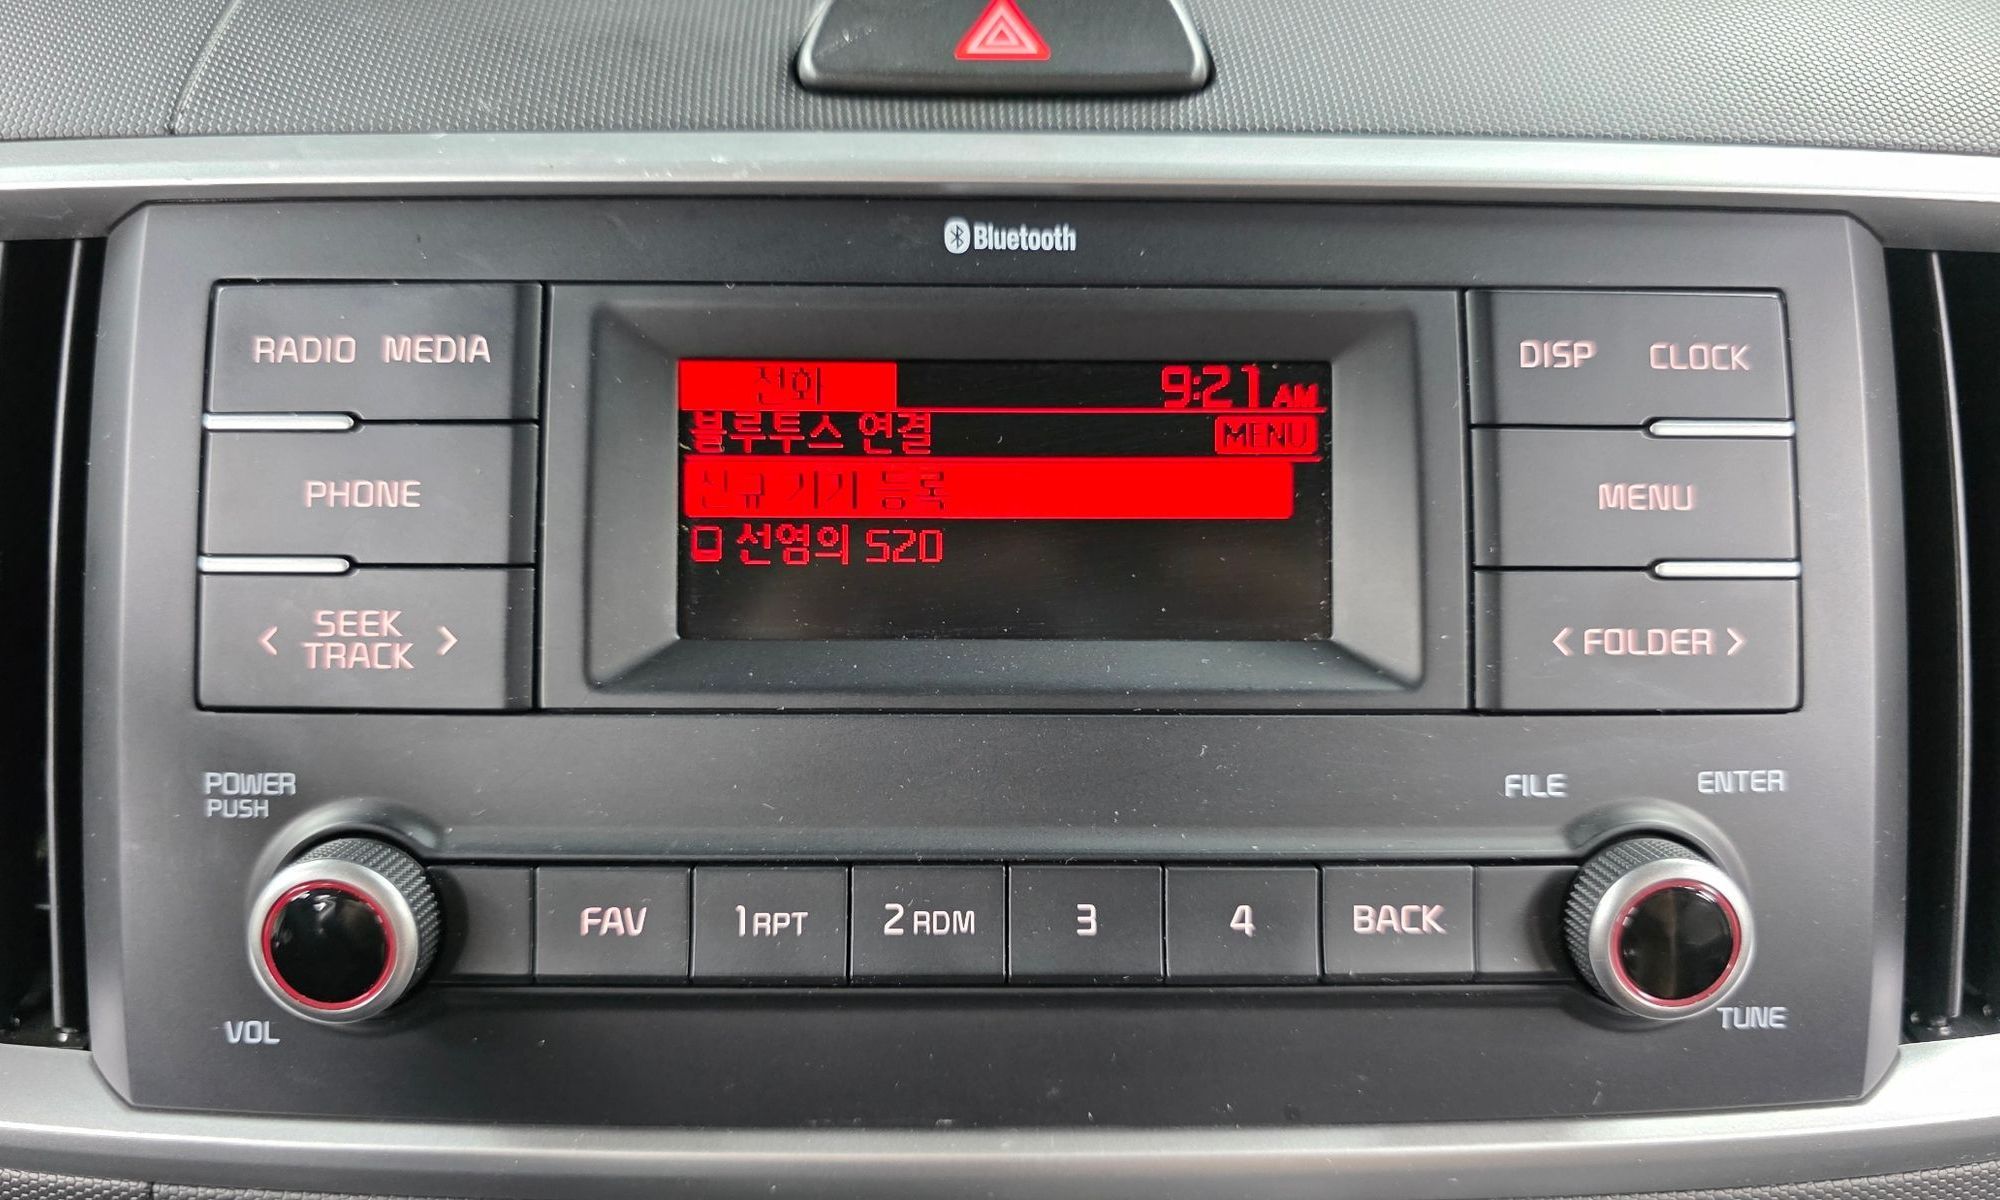 Bluetooth
RADIO MEDIA
전화 9:21 AM
블루투스 연결 MENU
신규 기기 등록
선영의 S20
DISP CLOCK
PHONE
MENU
< SEEK TRACK >
< FOLDER >
POWER
PUSH
FILE ENTER
FAV 1 RPT 2 RDM 3 4 BACK
VOL
TUNE